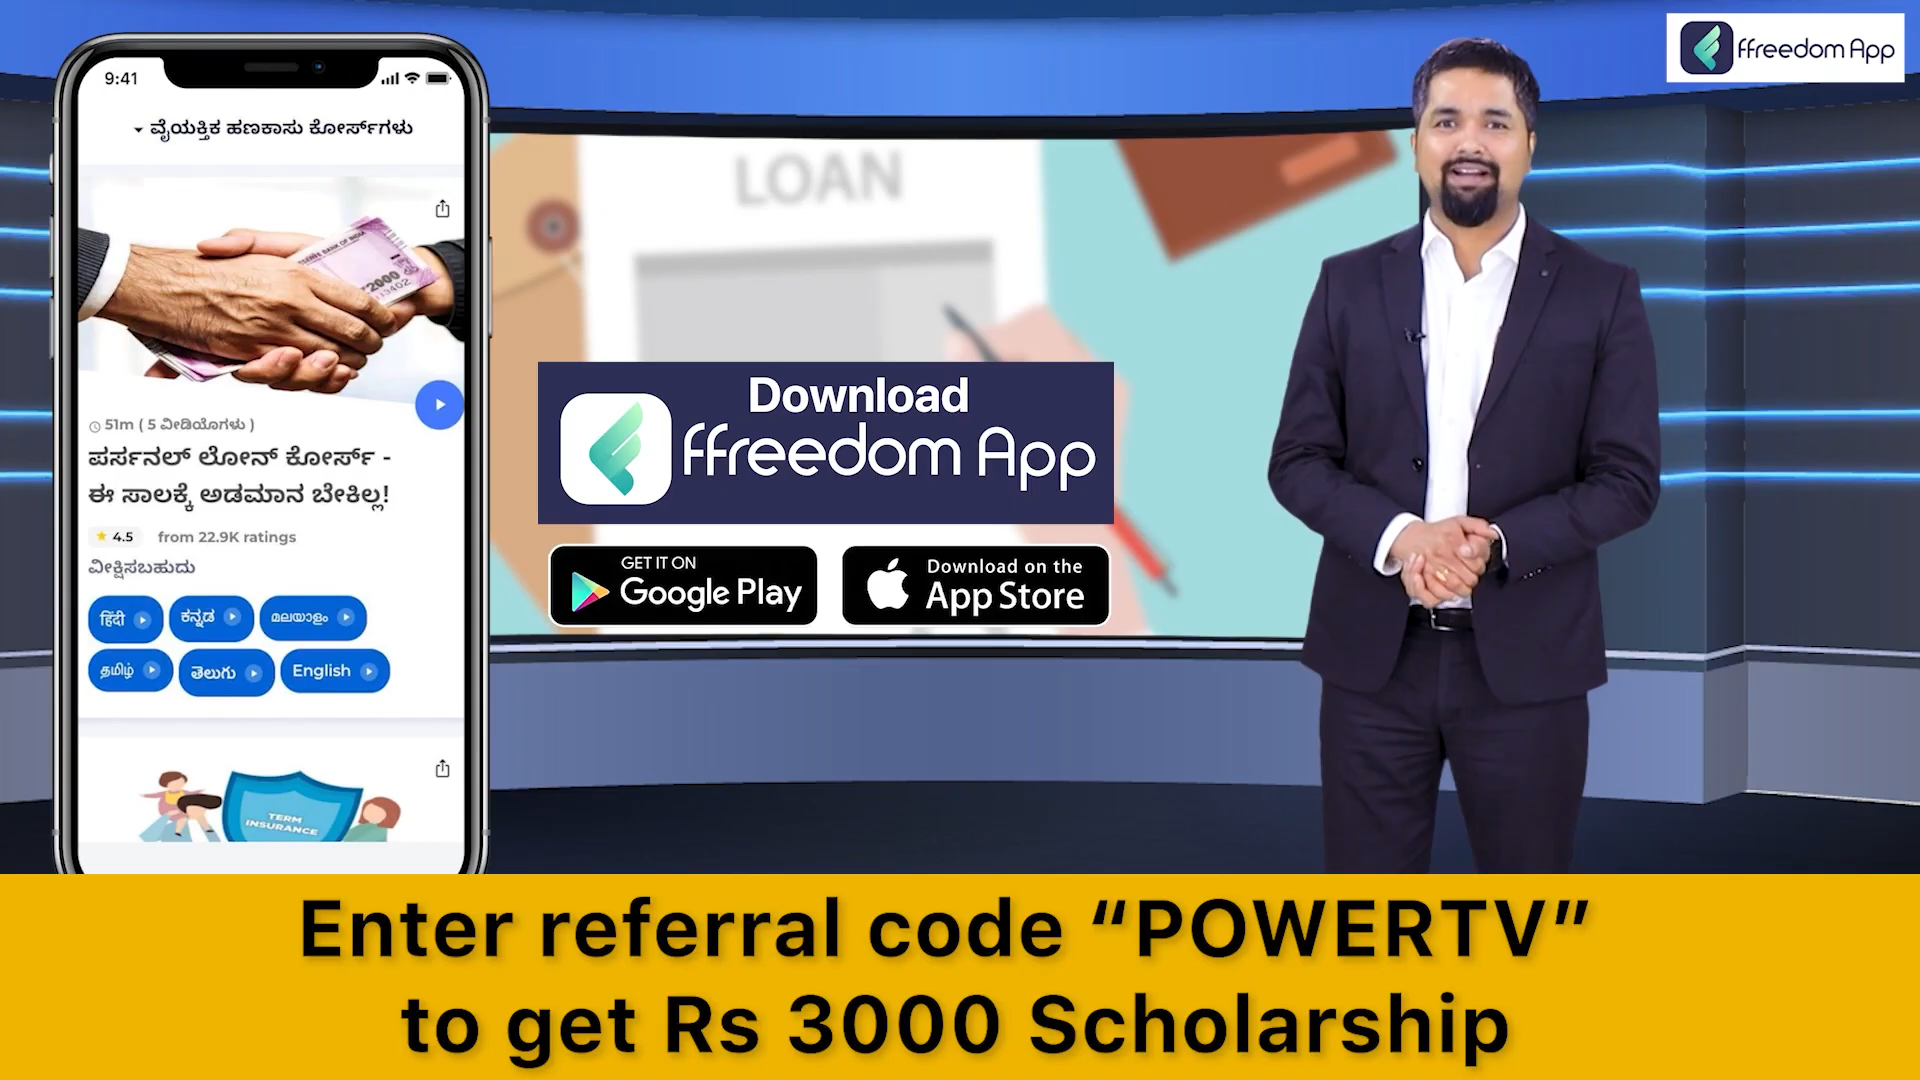 9:41
ವೈಯಕ್ತಿಕ ಹಣಕಾಸು ಕೋರ್ಸ್‌ಗಳು
2000
51m ( 5 ವೀಡಿಯೊಗಳು )
ಪರ್ಸನಲ್ ಲೋನ್ ಕೋರ್ಸ್ -
ಈ ಸಾಲಕ್ಕೆ ಅಡಮಾನ ಬೇಕಿಲ್ಲ!
4.5 from 22.9K ratings
ವೀಕ್ಷಿಸಬಹುದು
हिंदी ಕನ್ನಡ മലയാളം
தமிழ் తెలుగు English
TERM
INSURANCE
LOAN
Download
ffreedom App
GET IT ON
Google Play
Download on the
App Store
ffreedom App
Enter referral code “POWERTV”
to get Rs 3000 Scholarship